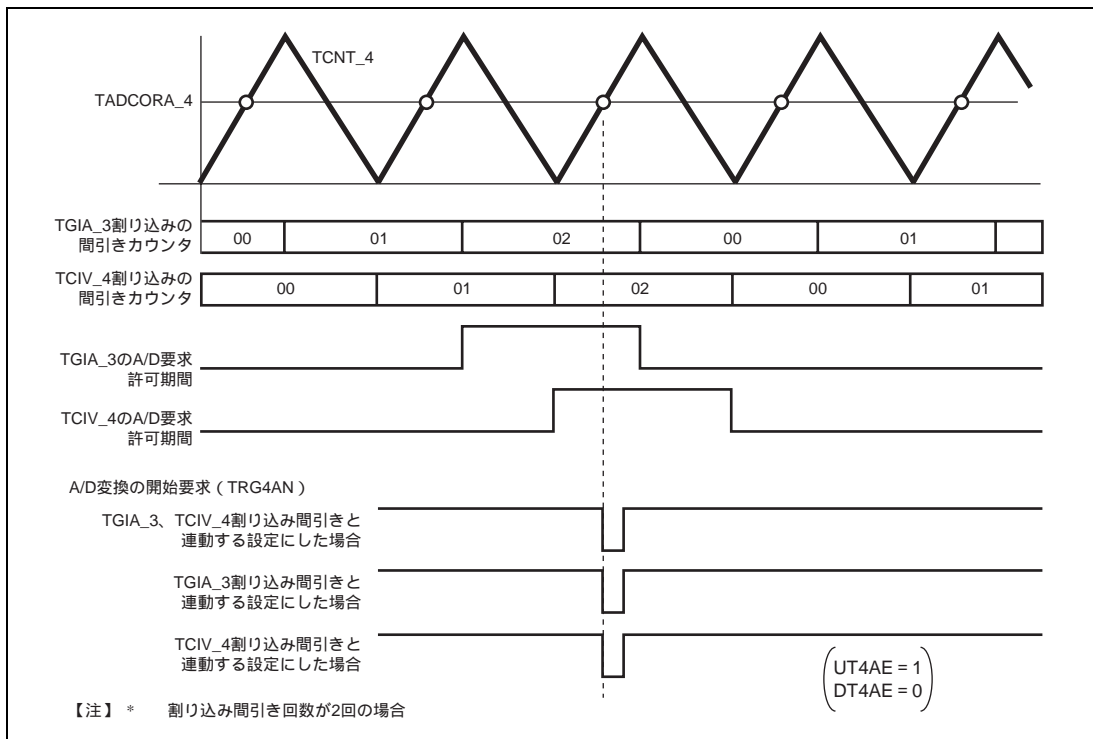 TCNT_4
TADCORA_4
TGIA_3割り込みの
間引きカウンタ
00
01
02
00
01
TCIV_4割り込みの
間引きカウンタ
00
01
02
00
01
TGIA_3のA/D要求
許可期間
TCIV_4のA/D要求
許可期間
A/D変換の開始要求（TRG4AN）
TGIA_3、TCIV_4割り込み間引きと
連動する設定にした場合
TGIA_3割り込み間引きと
連動する設定にした場合
TCIV_4割り込み間引きと
連動する設定にした場合
UT4AE = 1
DT4AE = 0
【注】 * 割り込み間引き回数が2回の場合